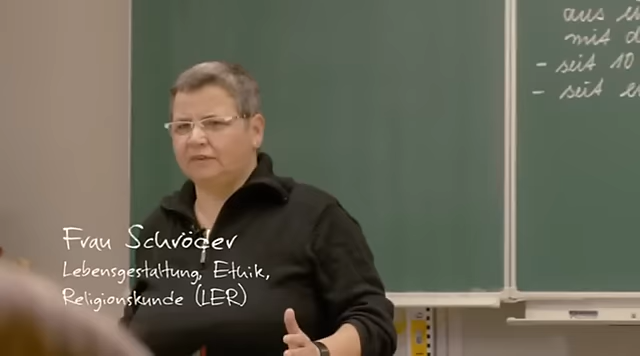 aus
mit
- seit 10
- seit
Frau Schröder
Lebensgestaltung, Ethik,
Religionskunde (LER)